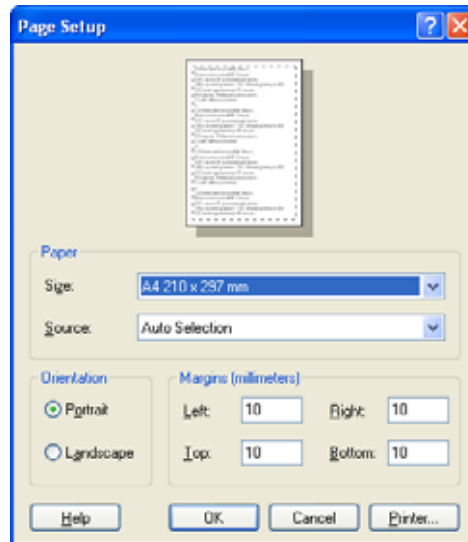 Page Setup
Paper
Size: A4 210 x 297 mm
Source: Auto Selection
Orientation Margins (milimeters)
Portrait Left: 10 Right: 10
Landscape Top: 10 Bottom: 10
Help OK Cancel Printer...